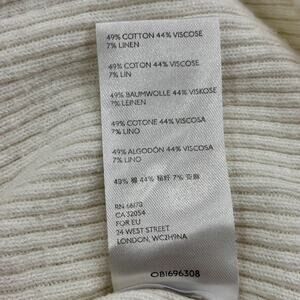 49% COTTON 44% VISCOSE
7% LINEN
49% COTON 44% VISCOSE
7% LIN
49% BAUMWOLLE 44% VISKOSE
7% LEINEN
49% COTONE 44% VISCOSA
7% LINO
49% ALGODÓN 44% VISCOSA
7% LINO
49% 棉 44% 粘纤 7% 亚麻
RN 66170
CA 32054
FOR EU
24 WEST STREET
LONDON, WC2H9NA
OB1696308